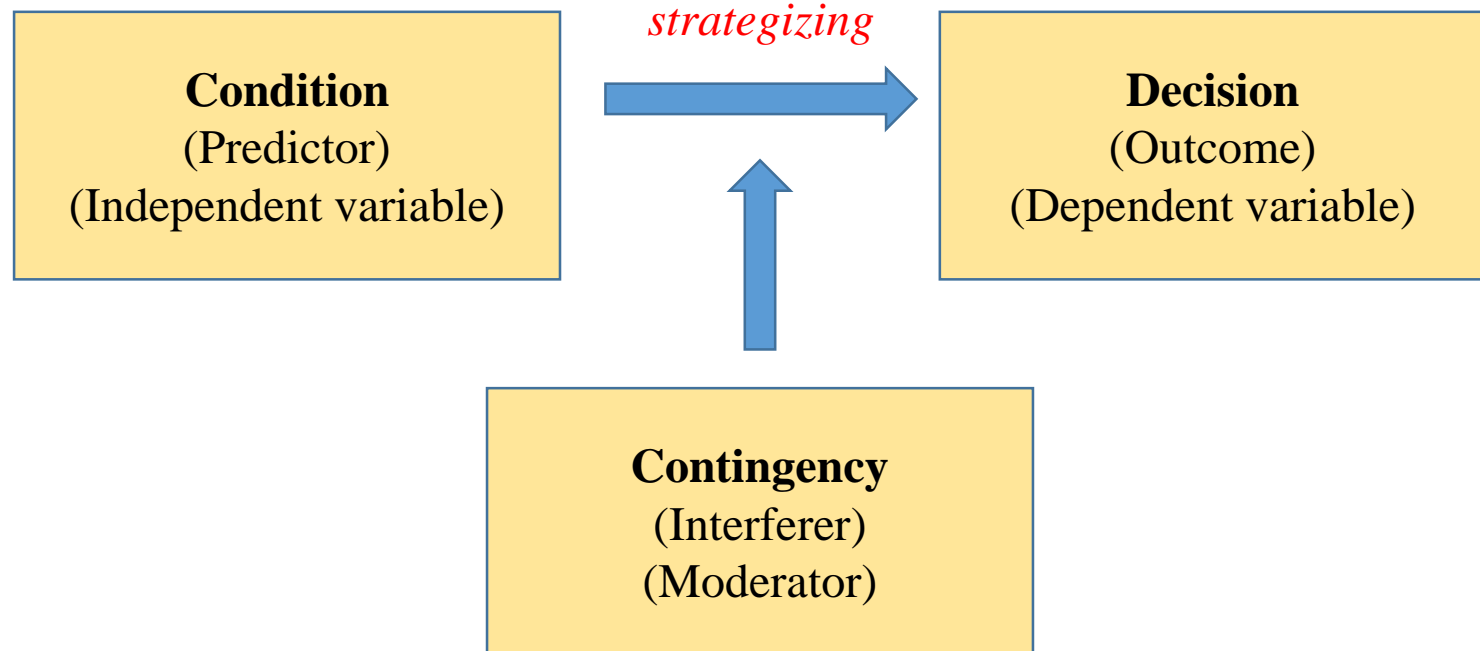 strategizing
Condition
(Predictor)
(Independent variable)
Decision
(Outcome)
(Dependent variable)
Contingency
(Interferer)
(Moderator)